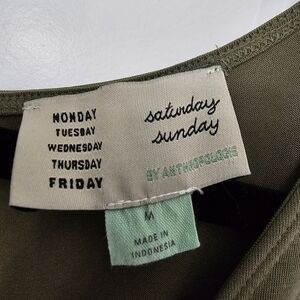 MONDAY
TUESDAY
WEDNESDAY
THURSDAY
FRIDAY
saturday
sunday
BY ANTHROPOLOGIE
M
MADE IN
INDONESIA